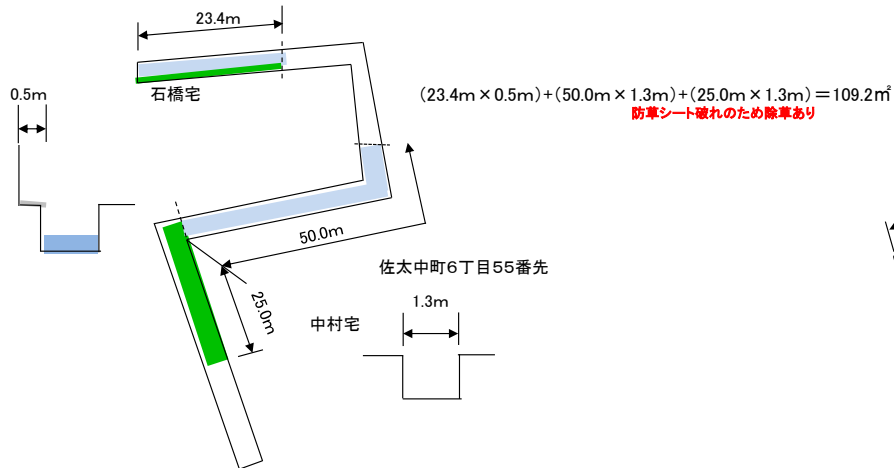 23.4m
0.5m
石橋宅
(23.4m×0.5m)+(50.0m×1.3m)+(25.0m×1.3m)=109.2㎡
防草シート破れのため除草あり
50.0m
佐太中町6丁目55番先
25.0m
1.3m
中村宅